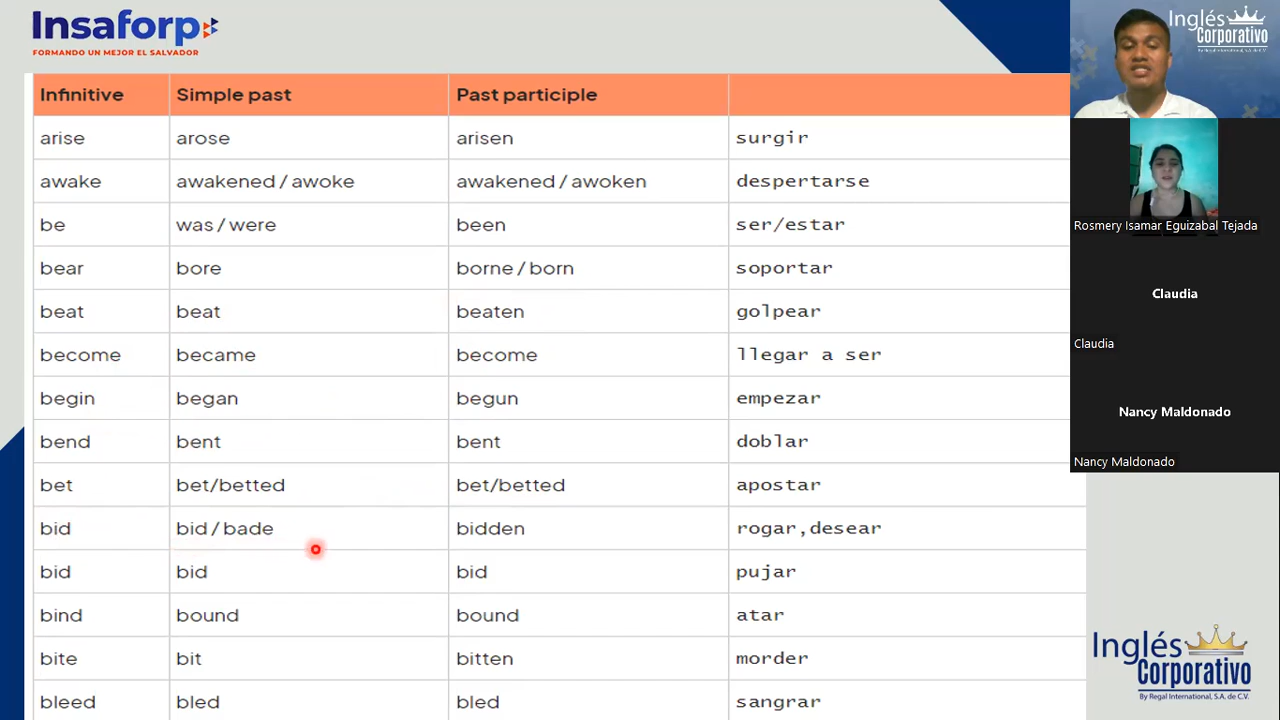 Insaforp
FORMANDO UN MEJOR EL SALVADOR
Infinitive Simple past Past participle
arise arose arisen surgir
awake awakened / awoke awakened / awoken despertarse
be was / were been ser/estar
bear bore borne / born soportar
beat beat beaten golpear
become became become llegar a ser
begin began begun empezar
bend bent bent doblar
bet bet/betted bet/betted apostar
bid bid / bade bidden rogar,desear
bid bid bid pujar
bind bound bound atar
bite bit bitten morder
bleed bled bled sangrar
Inglés
Corporativo
By Regal International, S.A. de C.V.
Rosmery Isamar Eguizabal Tejada
Claudia
Claudia
Nancy Maldonado
Nancy Maldonado
Inglés
Corporativo
By Regal International, S.A. de C.V.